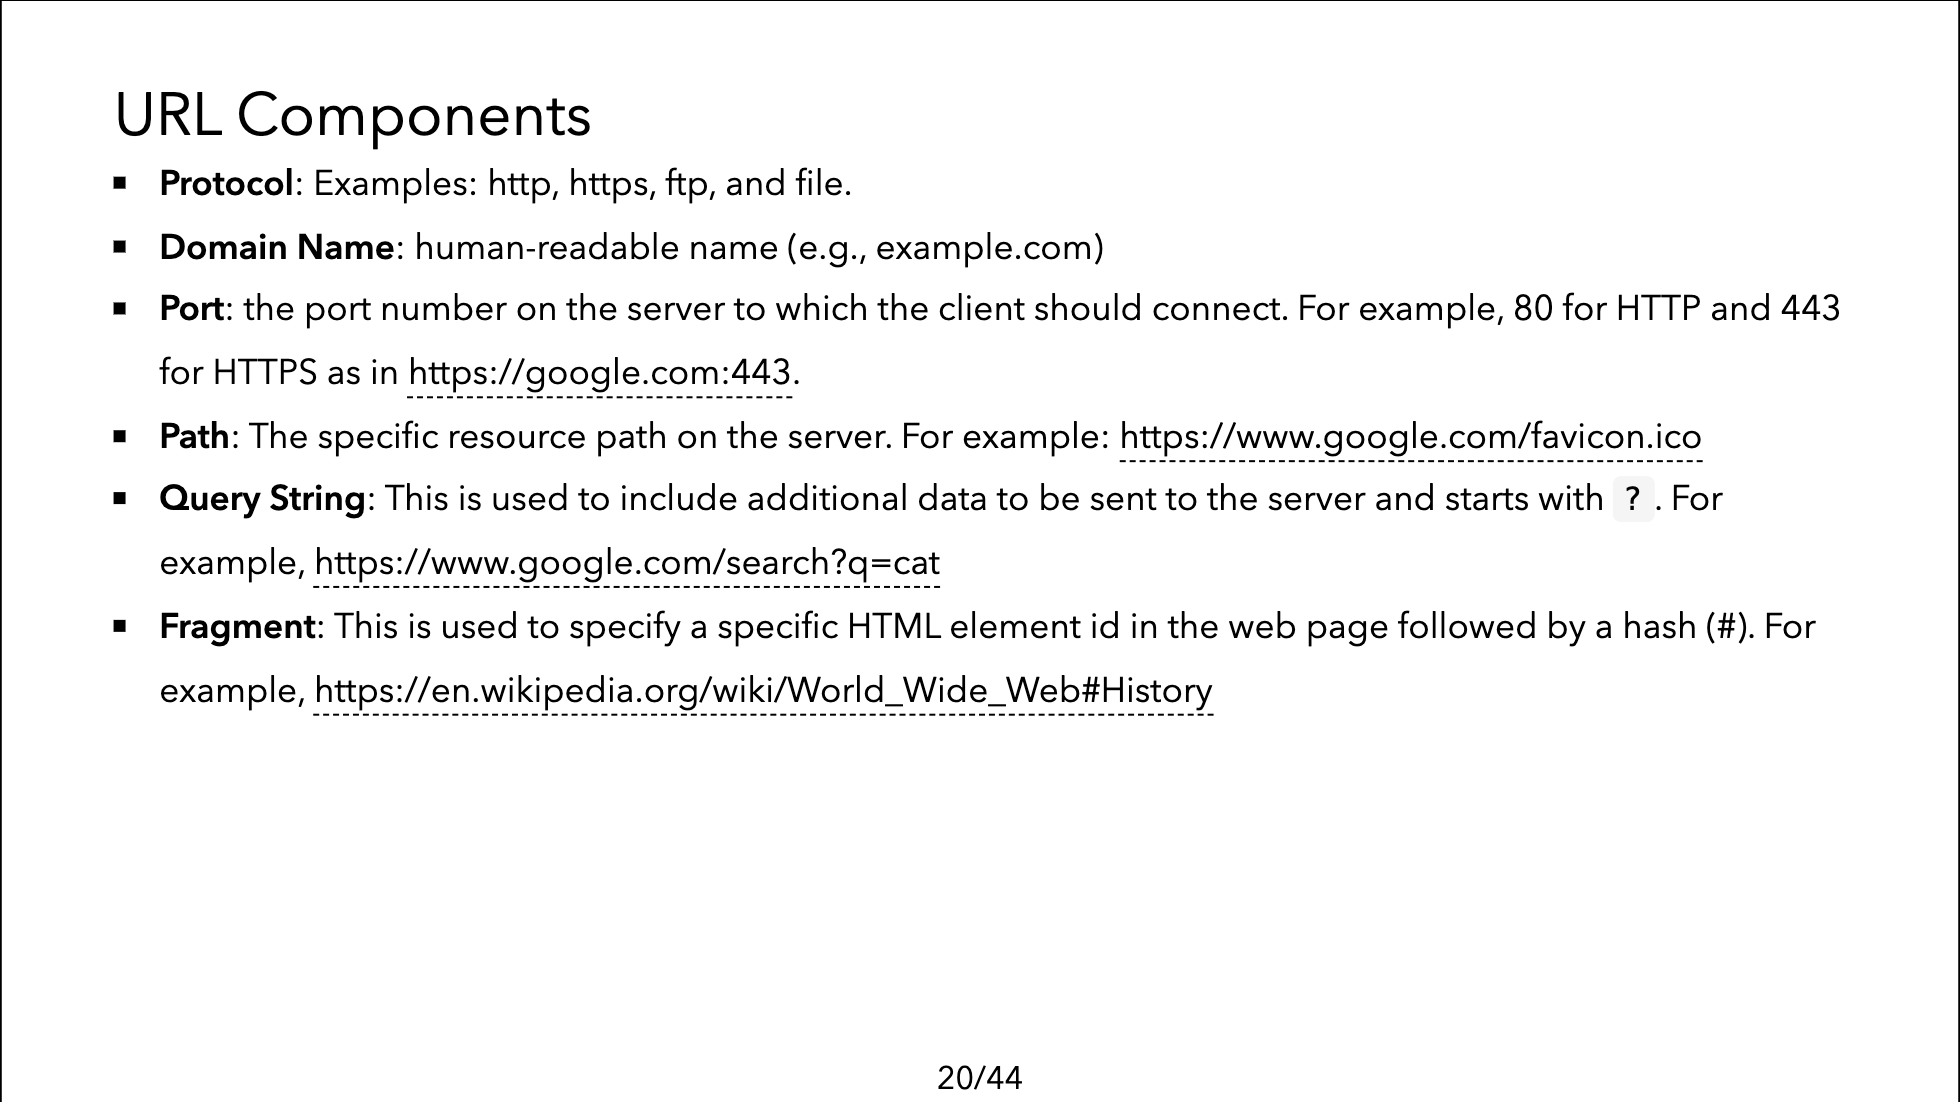 URL Components
▪ Protocol: Examples: http, https, ftp, and file.
▪ Domain Name: human-readable name (e.g., example.com)
▪ Port: the port number on the server to which the client should connect. For example, 80 for HTTP and 443
for HTTPS as in https://google.com:443.
▪ Path: The specific resource path on the server. For example: https://www.google.com/favicon.ico
▪ Query String: This is used to include additional data to be sent to the server and starts with ? . For
example, https://www.google.com/search?q=cat
▪ Fragment: This is used to specify a specific HTML element id in the web page followed by a hash (#). For
example, https://en.wikipedia.org/wiki/World_Wide_Web#History
20/44